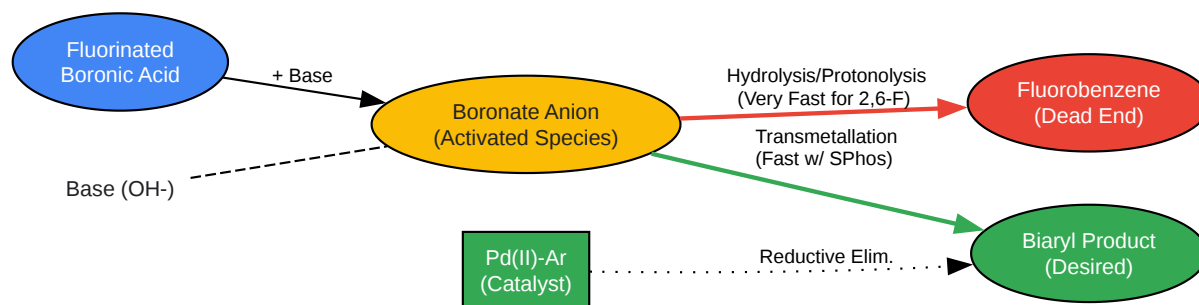 Fluorinated
Boronic Acid
+ Base
Boronate Anion
(Activated Species)
Base (OH-)
Hydrolysis/Protonolysis
(Very Fast for 2,6-F)
Transmetallation
(Fast w/ SPhos)
Fluorobenzene
(Dead End)
Pd(II)-Ar
(Catalyst)
Reductive Elim.
Biaryl Product
(Desired)